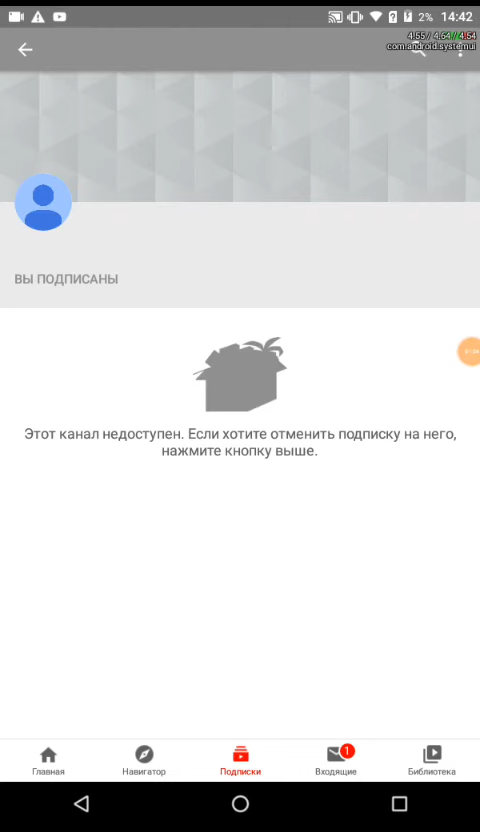 2% 14:42
4.55 / 4.54 // 4.54
com.android.systemui
ВЫ ПОДПИСАНЫ
Этот канал недоступен. Если хотите отменить подписку на него,
нажмите кнопку выше.
1
Главная Навигатор Подписки Входящие Библиотека